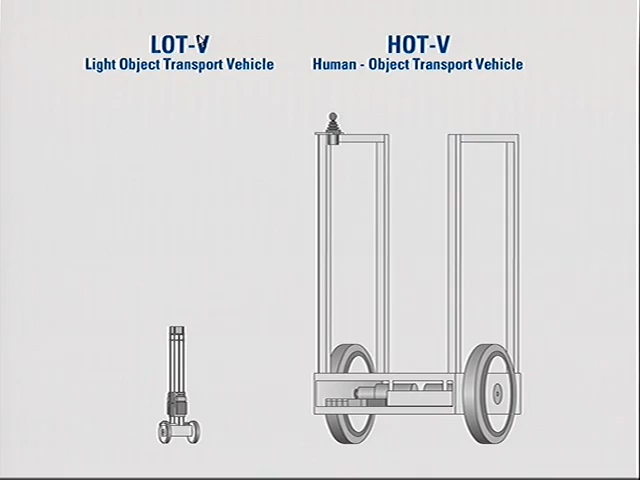 LOT-V
Light Object Transport Vehicle
HOT-V
Human - Object Transport Vehicle